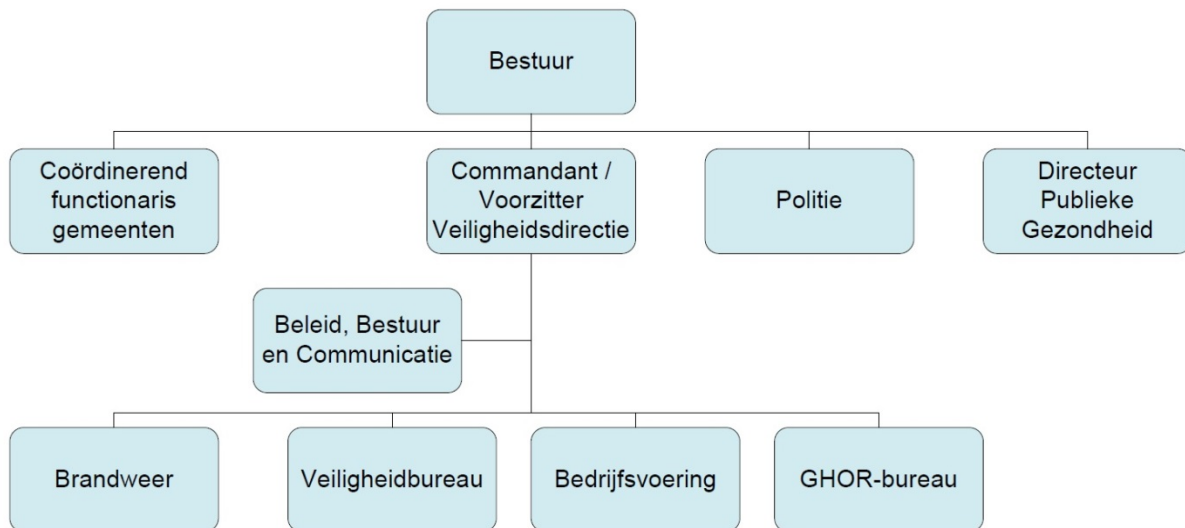 Bestuur
Coördinerend
functionaris
gemeenten
Commandant /
Voorzitter
Veiligheidsdirectie
Politie
Directeur
Publieke
Gezondheid
Beleid, Bestuur
en Communicatie
Brandweer
Veiligheidbureau
Bedrijfsvoering
GHOR-bureau